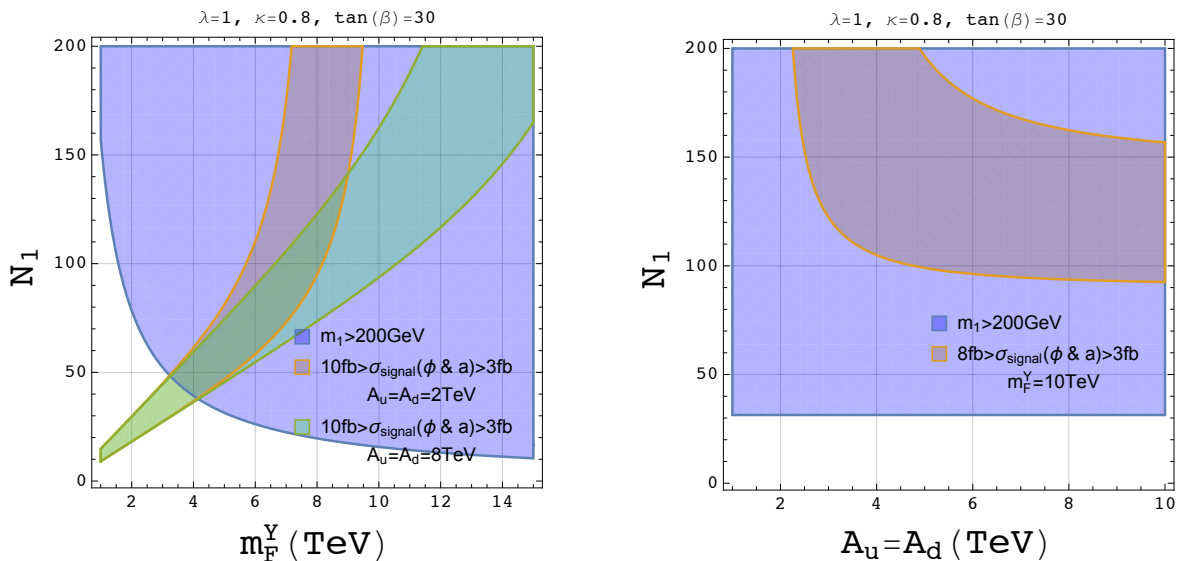 λ=1, κ=0.8, tan(β)=30
200
150
100
50
0
N₁
m₁>200GeV
10fb>σsignal(ϕ & a)>3fb
Aᵤ=A_d=2TeV
10fb>σsignal(ϕ & a)>3fb
Aᵤ=A_d=8TeV
2 4 6 8 10 12 14
m_F^Y(TeV)
λ=1, κ=0.8, tan(β)=30
200
150
100
50
0
N₁
m₁>200GeV
8fb>σsignal(ϕ & a)>3fb
m_F^Y=10TeV
2 4 6 8 10
Aᵤ=A_d(TeV)